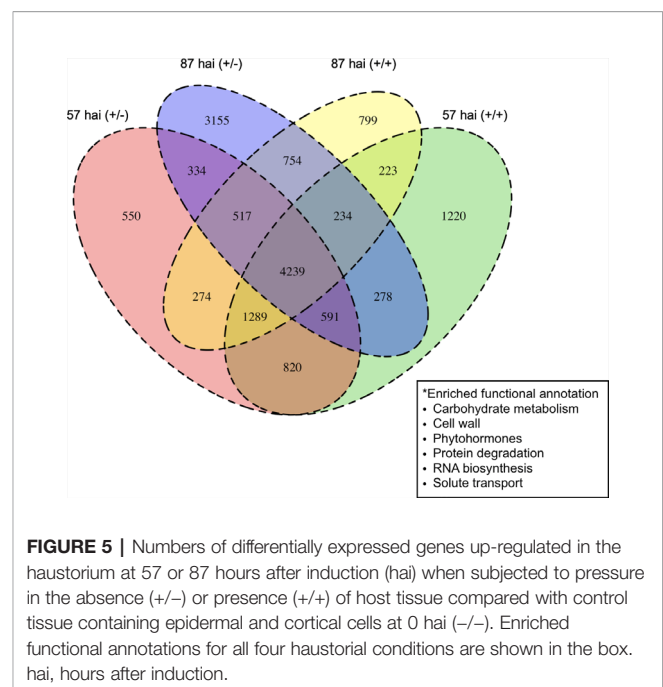 87 hai (+/-) 87 hai (+/+)
57 hai (+/-) 57 hai (+/+)
3155 799
334 754 223
550 517 234 1220
4239
274 1289 591 278
820
*Enriched functional annotation
• Carbohydrate metabolism
• Cell wall
• Phytohormones
• Protein degradation
• RNA biosynthesis
• Solute transport
FIGURE 5 | Numbers of differentially expressed genes up-regulated in the
haustorium at 57 or 87 hours after induction (hai) when subjected to pressure
in the absence (+/–) or presence (+/+) of host tissue compared with control
tissue containing epidermal and cortical cells at 0 hai (–/–). Enriched
functional annotations for all four haustorial conditions are shown in the box.
hai, hours after induction.